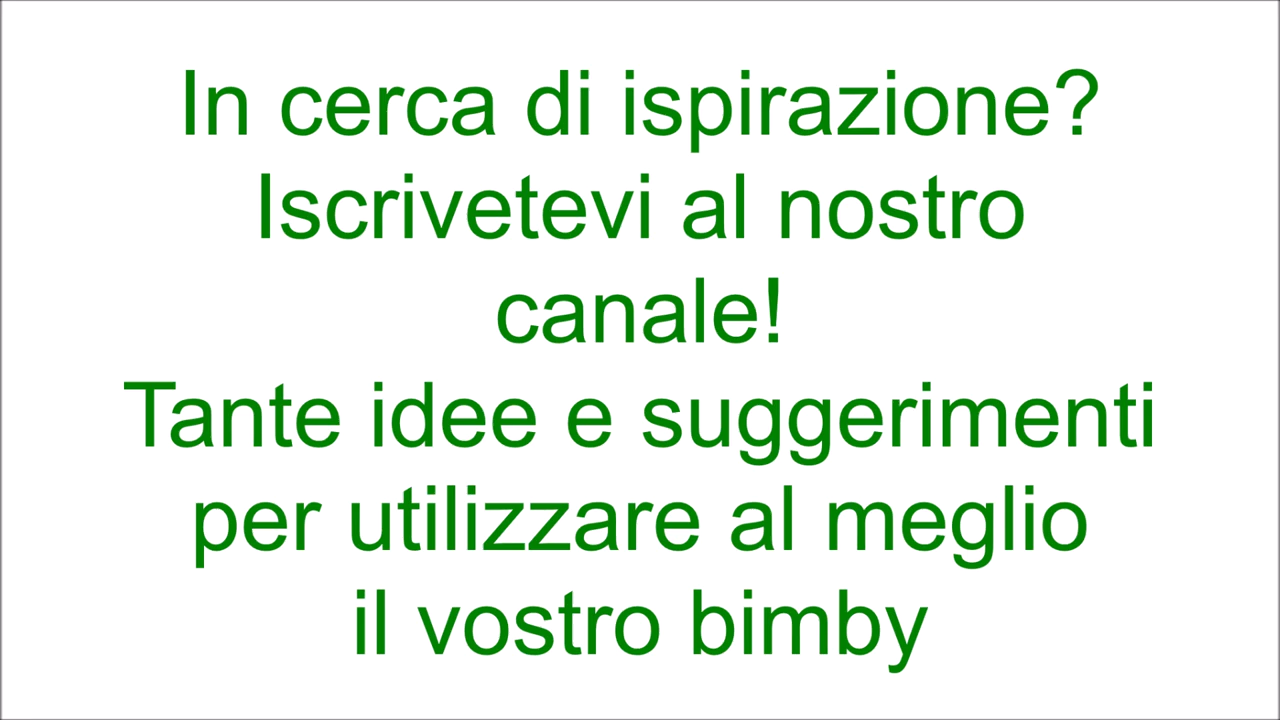 In cerca di ispirazione?
Iscrivetevi al nostro
canale!
Tante idee e suggerimenti
per utilizzare al meglio
il vostro bimby